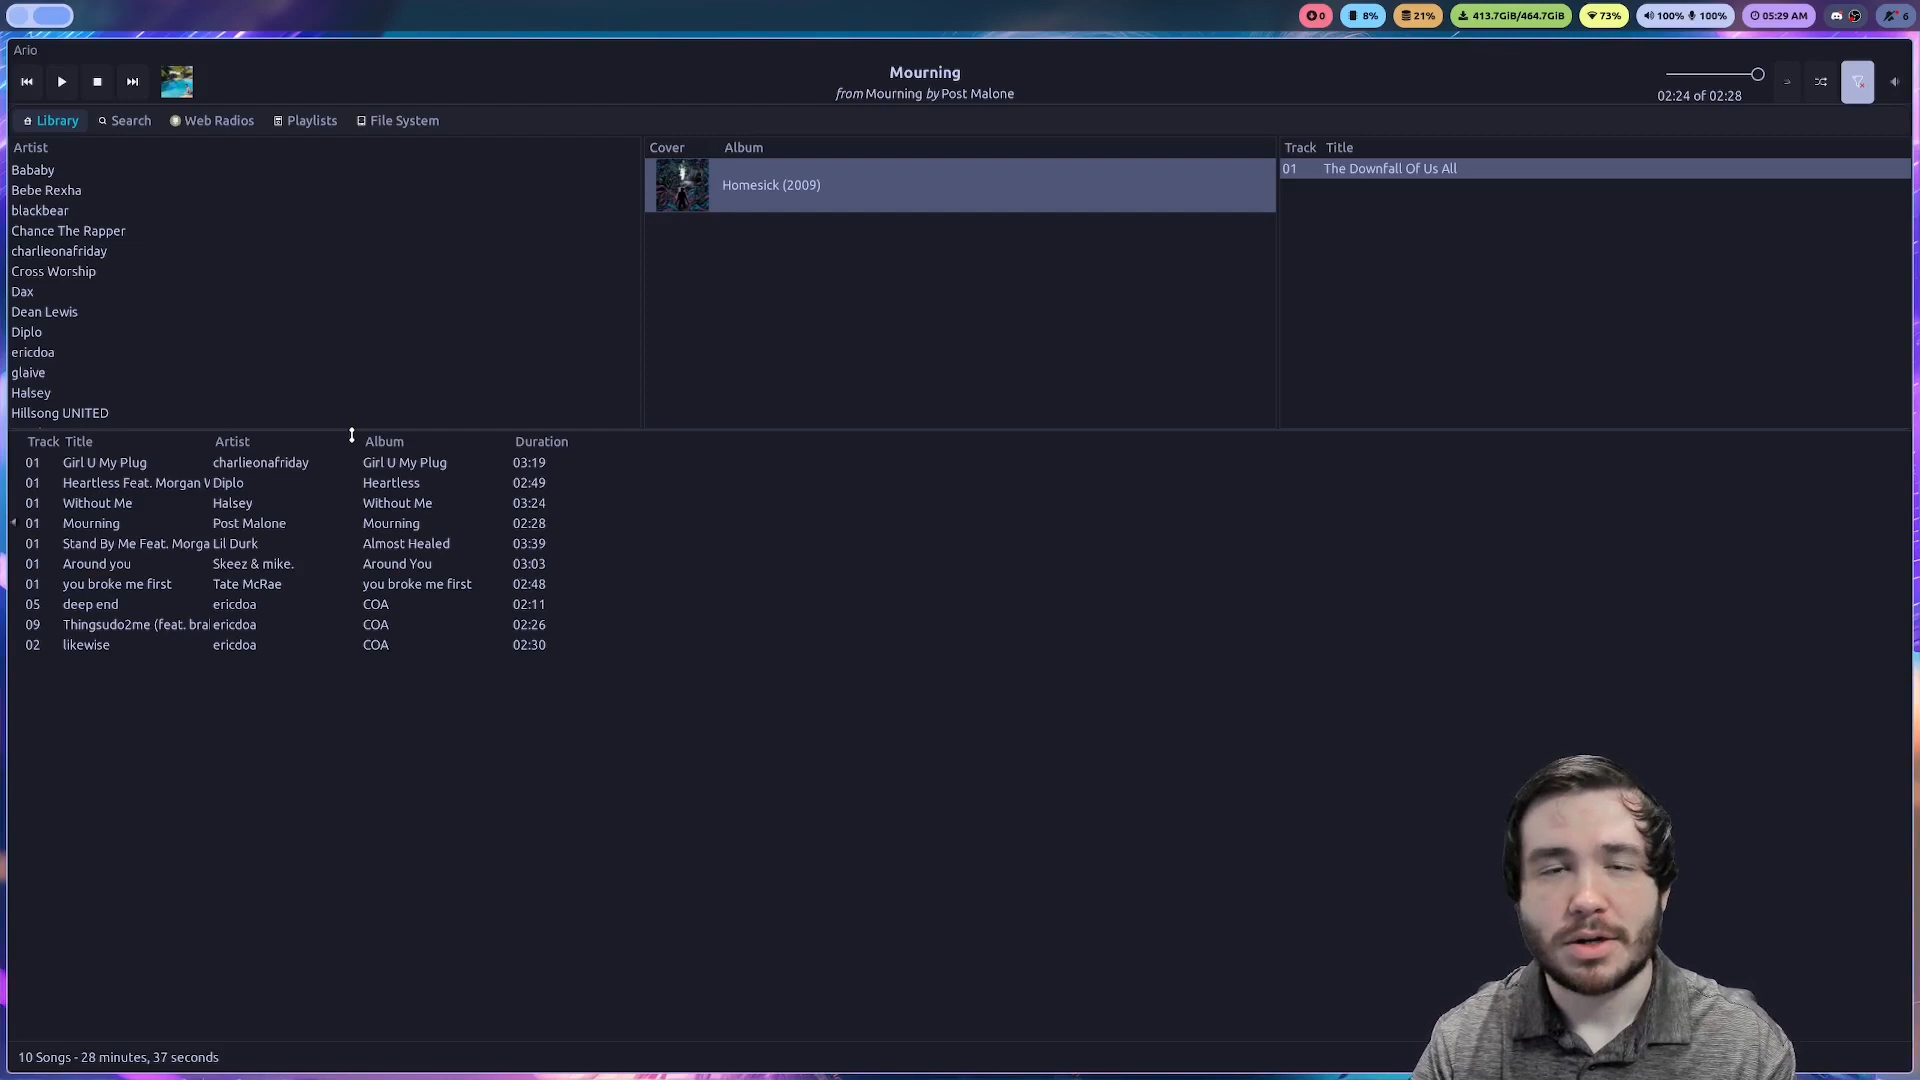 0 8% 21% 413.7GiB/464.7GiB 73% 100% 100% 05:29 AM 6
Ario
Mourning
from Mourning by Post Malone
02:24 of 02:28
Library Search Web Radios Playlists File System
Artist
Bababy
Bebe Rexha
blackbear
Chance The Rapper
charlieonafriday
Cross Worship
Dax
Dean Lewis
Diplo
ericdoa
glaive
Halsey
Hillsong UNITED
Cover Album
Homesick (2009)
Track Title
01 The Downfall Of Us All
Track Title Artist Album Duration
01 Girl U My Plug charlieonafriday Girl U My Plug 03:19
01 Heartless Feat. Morgan Diplo Heartless 02:49
01 Without Me Halsey Without Me 03:24
01 Mourning Post Malone Mourning 02:28
01 Stand By Me Feat. Morga Lil Durk Almost Healed 03:39
01 Around you Skeez & mike. Around You 03:03
01 you broke me first Tate McRae you broke me first 02:48
05 deep end ericdoa COA 02:11
09 Thingsudo2me (feat. bra ericdoa COA 02:26
02 likewise ericdoa COA 02:30
10 Songs - 28 minutes, 37 seconds